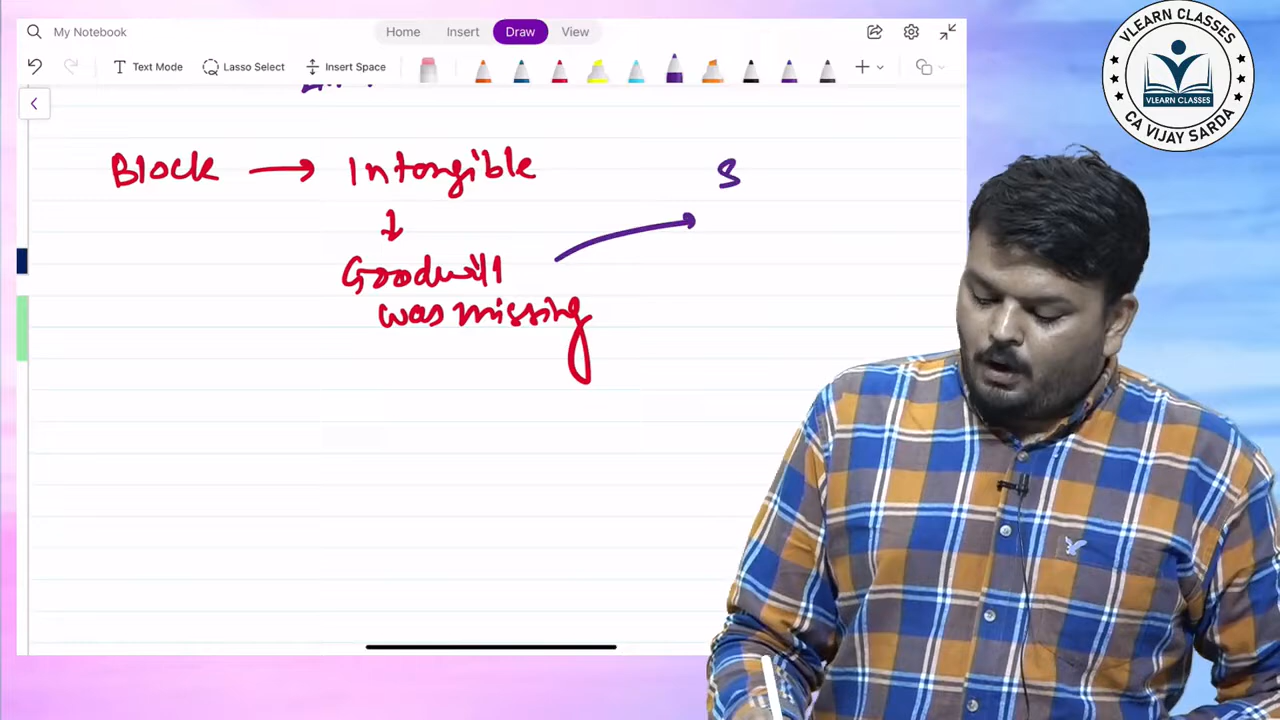 My Notebook
Home Insert Draw View
Text Mode Lasso Select Insert Space
Block → Intangible
↓
Goodwill
was missing
S
VLEARN CLASSES
VLEARN CLASSES
CA VIJAY SARDA